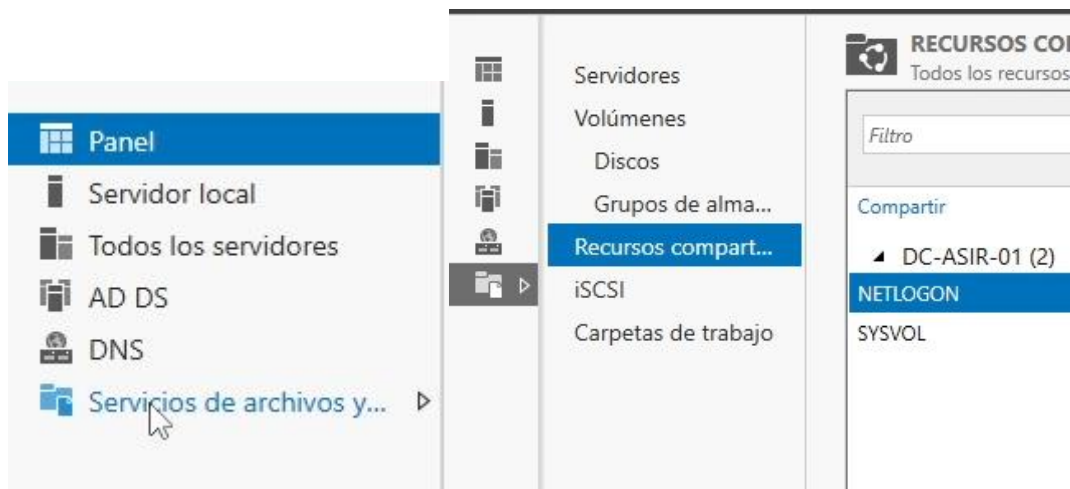 Panel
Servidor local
Todos los servidores
AD DS
DNS
Servicios de archivos y...
Servidores
Volúmenes
Discos
Grupos de alma...
Recursos compart...
iSCSI
Carpetas de trabajo
RECURSOS CO
Todos los recursos
Filtro
Compartir
DC-ASIR-01 (2)
NETLOGON
SYSVOL